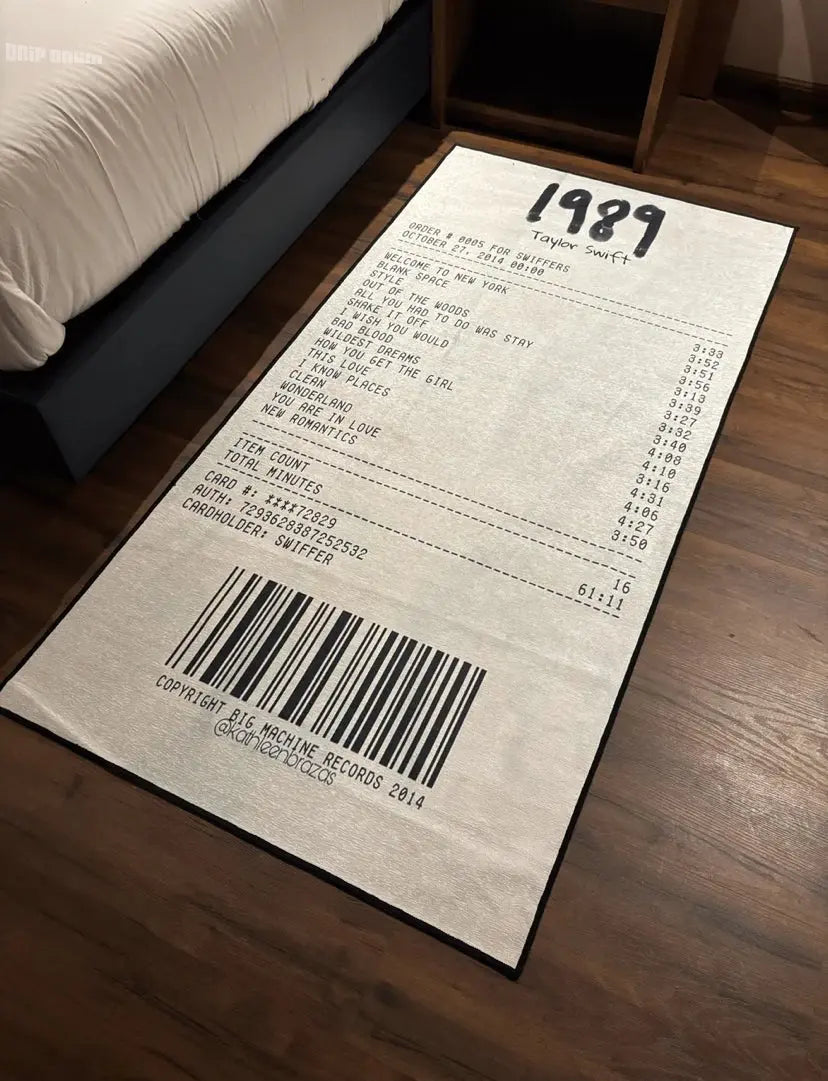 1989
Taylor Swift
ORDER # 0005 FOR SWIFFERS
OCTOBER 27, 2014 00:00
WELCOME TO NEW YORK 3:33
BLANK SPACE 3:52
STYLE 3:51
OUT OF THE WOODS 3:56
ALL YOU HAD TO DO WAS STAY 3:13
SHAKE IT OFF 3:39
I WISH YOU WOULD 3:27
BAD BLOOD 3:32
WILDEST DREAMS 3:40
HOW YOU GET THE GIRL 4:08
THIS LOVE 4:10
I KNOW PLACES 3:16
CLEAN 4:31
WONDERLAND 4:06
YOU ARE IN LOVE 4:27
NEW ROMANTICS 3:50
ITEM COUNT 16
TOTAL MINUTES 61:11
CARD #: ****72829
AUTH: 7293628387252532
CARDHOLDER: SWIFFER
COPYRIGHT BIG MACHINE RECORDS 2014
@kathleenbrazas